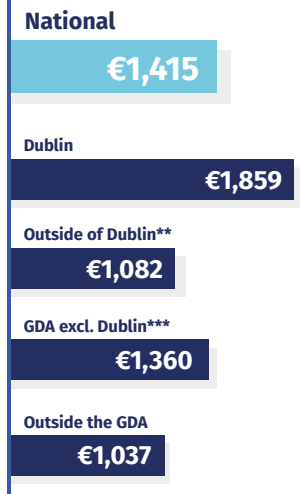 National
€1,415
Dublin
€1,859
Outside of Dublin**
€1,082
GDA excl. Dublin***
€1,360
Outside the GDA
€1,037